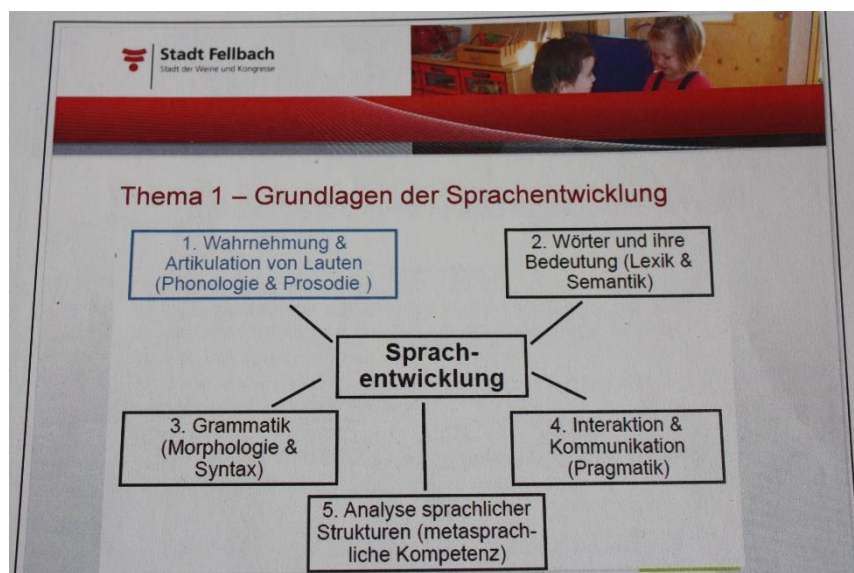 Stadt Fellbach
Stadt der Weine und Kongresse
Thema 1 – Grundlagen der Sprachentwicklung
1. Wahrnehmung &
Artikulation von Lauten
(Phonologie & Prosodie )
2. Wörter und ihre
Bedeutung (Lexik &
Semantik)
Sprach-
entwicklung
3. Grammatik
(Morphologie &
Syntax)
4. Interaktion &
Kommunikation
(Pragmatik)
5. Analyse sprachlicher
Strukturen (metasprach-
liche Kompetenz)